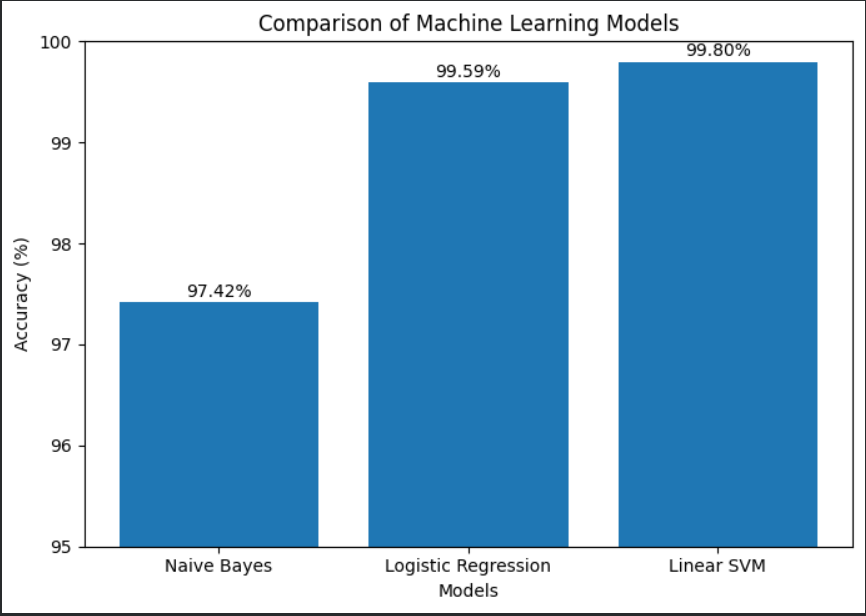 Comparison of Machine Learning Models
100
99
98
97
96
95
Accuracy (%)
97.42%
99.59%
99.80%
Naive Bayes
Logistic Regression
Linear SVM
Models